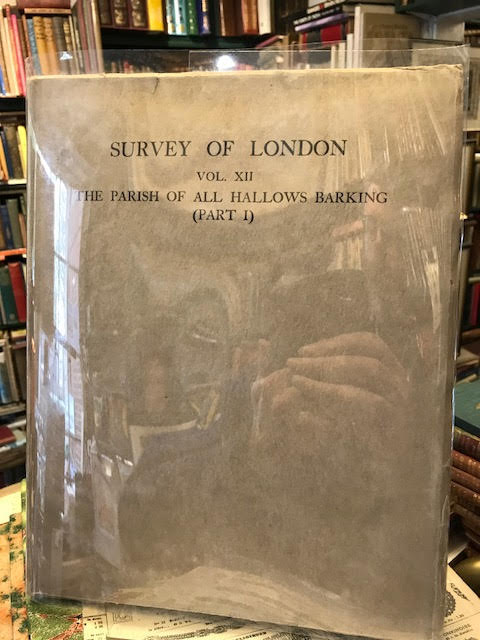 SURVEY OF LONDON
VOL. XII
THE PARISH OF ALL HALLOWS BARKING
(PART I)